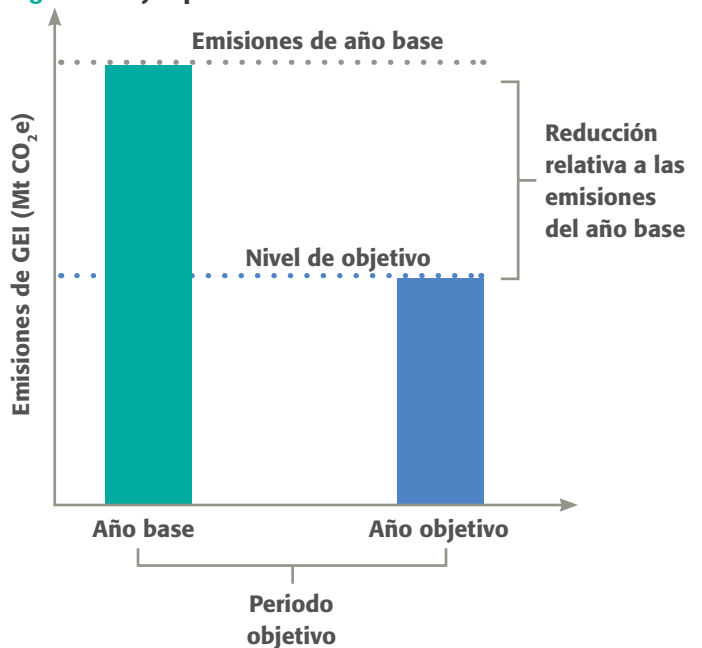 Emisiones de año base
Emisiones de GEI (Mt CO₂e)
Reducción
relativa a las
emisiones
del año base
Nivel de objetivo
Año base
Año objetivo
Periodo
objetivo